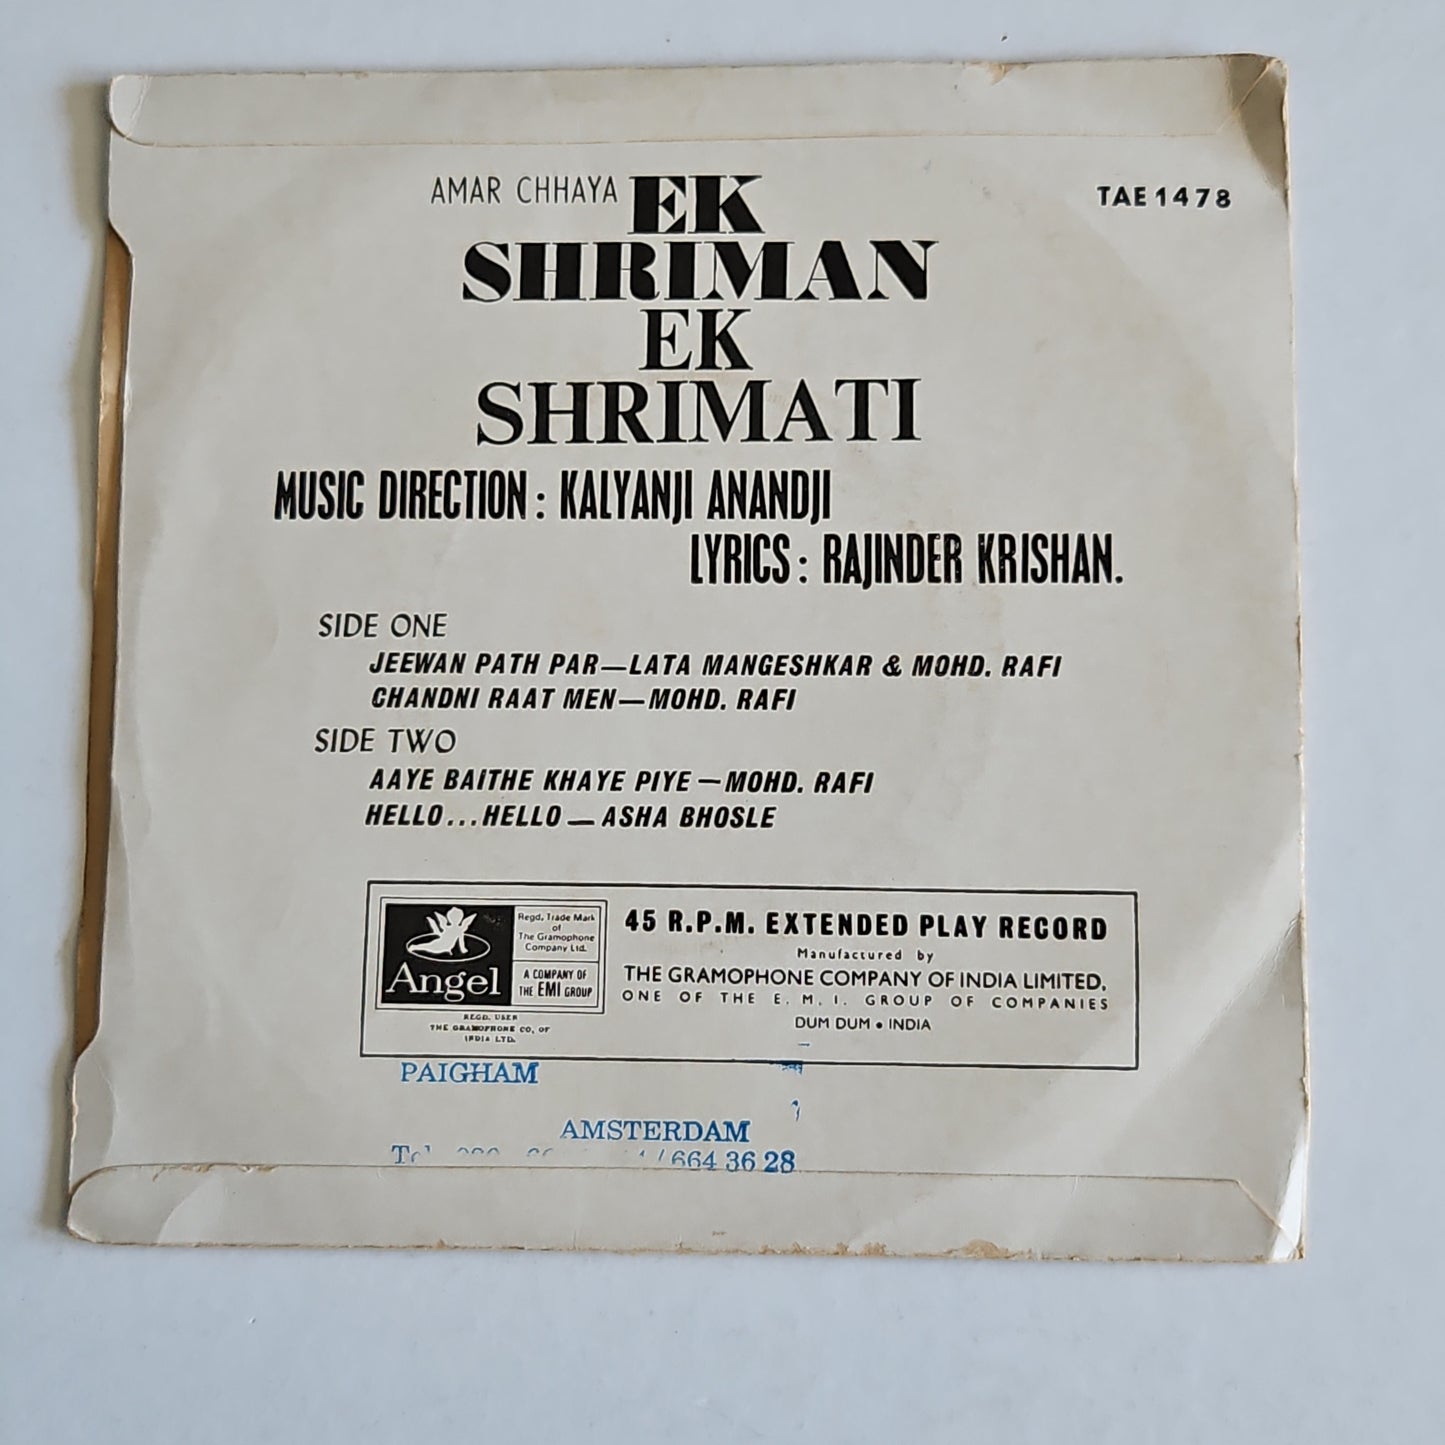 AMAR CHHAYA
TAE 1478
EK
SHRIMAN
EK
SHRIMATI
MUSIC DIRECTION : KALYANJI ANANDJI
LYRICS : RAJINDER KRISHAN.
SIDE ONE
JEEWAN PATH PAR—LATA MANGESHKAR & MOHD. RAFI
CHANDNI RAAT MEN—MOHD. RAFI
SIDE TWO
AAYE BAITHE KHAYE PIYE — MOHD. RAFI
HELLO...HELLO — ASHA BHOSLE
Angel
Regd. Trade Mark
of
The Gramophone
Company Ltd.
A COMPANY OF
THE EMI GROUP
REGD. USER
THE GRAMOPHONE CO. OF
INDIA LTD.
45 R.P.M. EXTENDED PLAY RECORD
Manufactured by
THE GRAMOPHONE COMPANY OF INDIA LIMITED.
ONE OF THE E. M. I. GROUP OF COMPANIES
DUM DUM • INDIA
PAIGHAM
AMSTERDAM
664 36 28